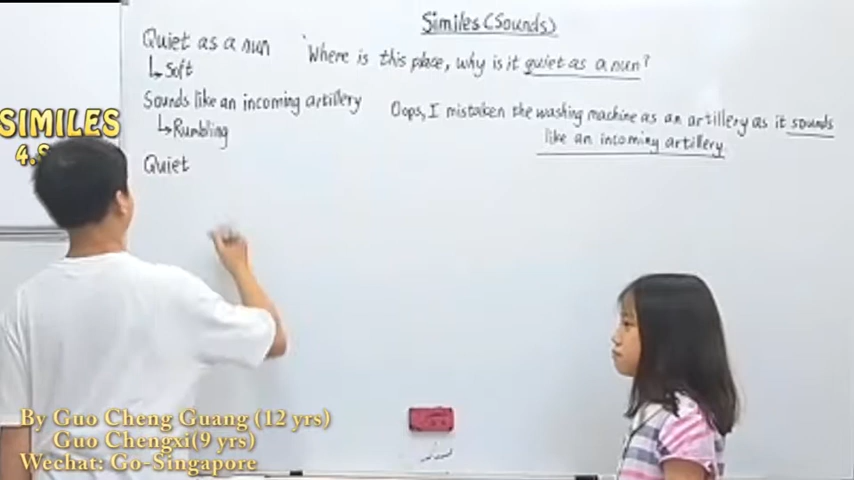 Similes (Sounds)
Quiet as a nun
"Where is this place, why is it quiet as a nun?
↳ Soft
Sounds like an incoming artillery
Oops, I mistaken the washing machine as an artillery as it sounds
like an incoming artillery
↳ Rumbling
Quiet
SIMILES
4.S
By Guo Cheng Guang (12 yrs)
Guo Chengxi(9 yrs)
Wechat: Go-Singapore